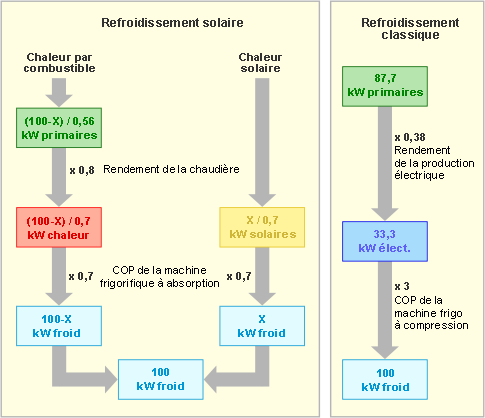 Refroidissement solaire
Chaleur par
combustible
Chaleur
solaire
(100-X) / 0,56
kW primaires
x 0,8
Rendement de la chaudière
(100-X) / 0,7
kW chaleur
X / 0,7
kW solaires
x 0,7
COP de la machine
frigorifique à absorption
x 0,7
100-X
kW froid
X
kW froid
100
kW froid
Refroidissement
classique
87,7
kW primaires
x 0,38
Rendement
de la production
électrique
33,3
kW élect.
x 3
COP de la
machine frigo
à compression
100
kW froid